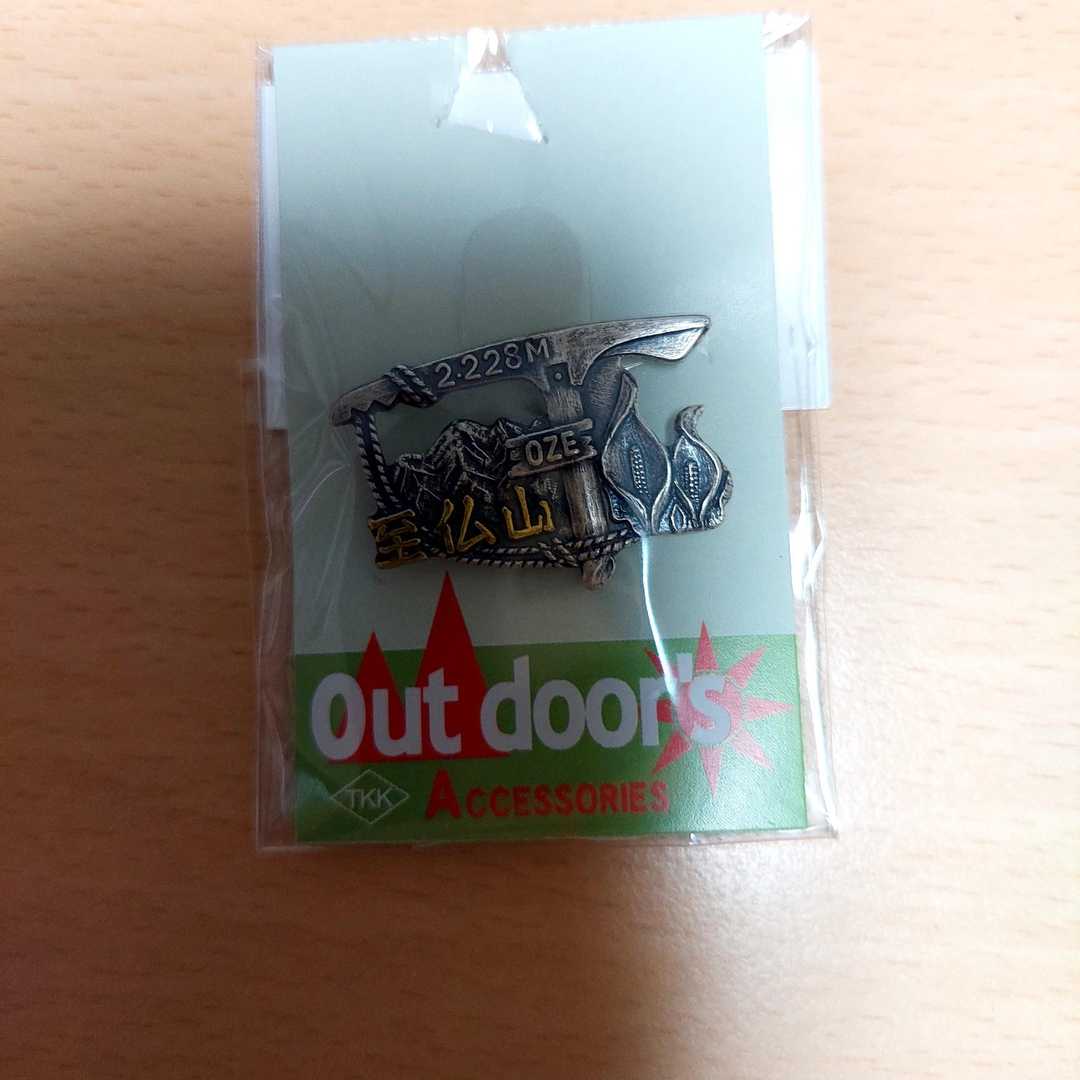 2·228M
OZE
至仏山
Out door's
TKK
ACCESSORIES